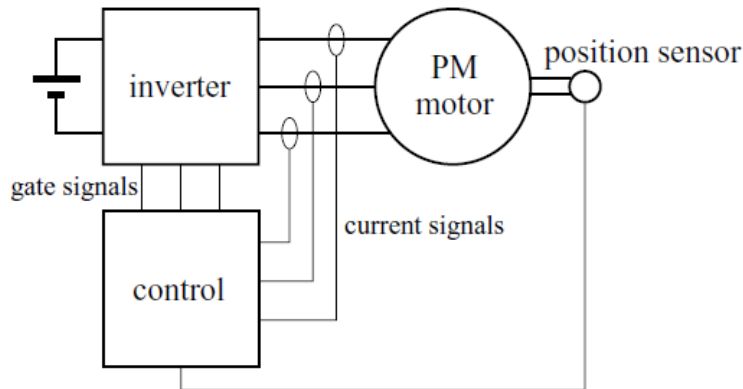 inverter
PM
motor
position sensor
gate signals
current signals
control